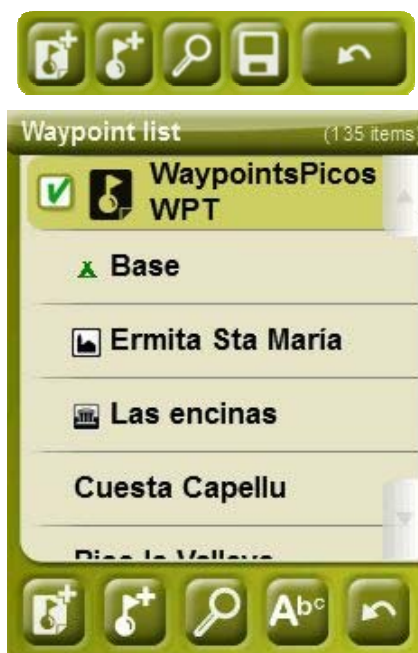 Waypoint list
(135 items
WaypointsPicos
WPT
Base
Ermita Sta María
Las encinas
Cuesta Capellu
Abc